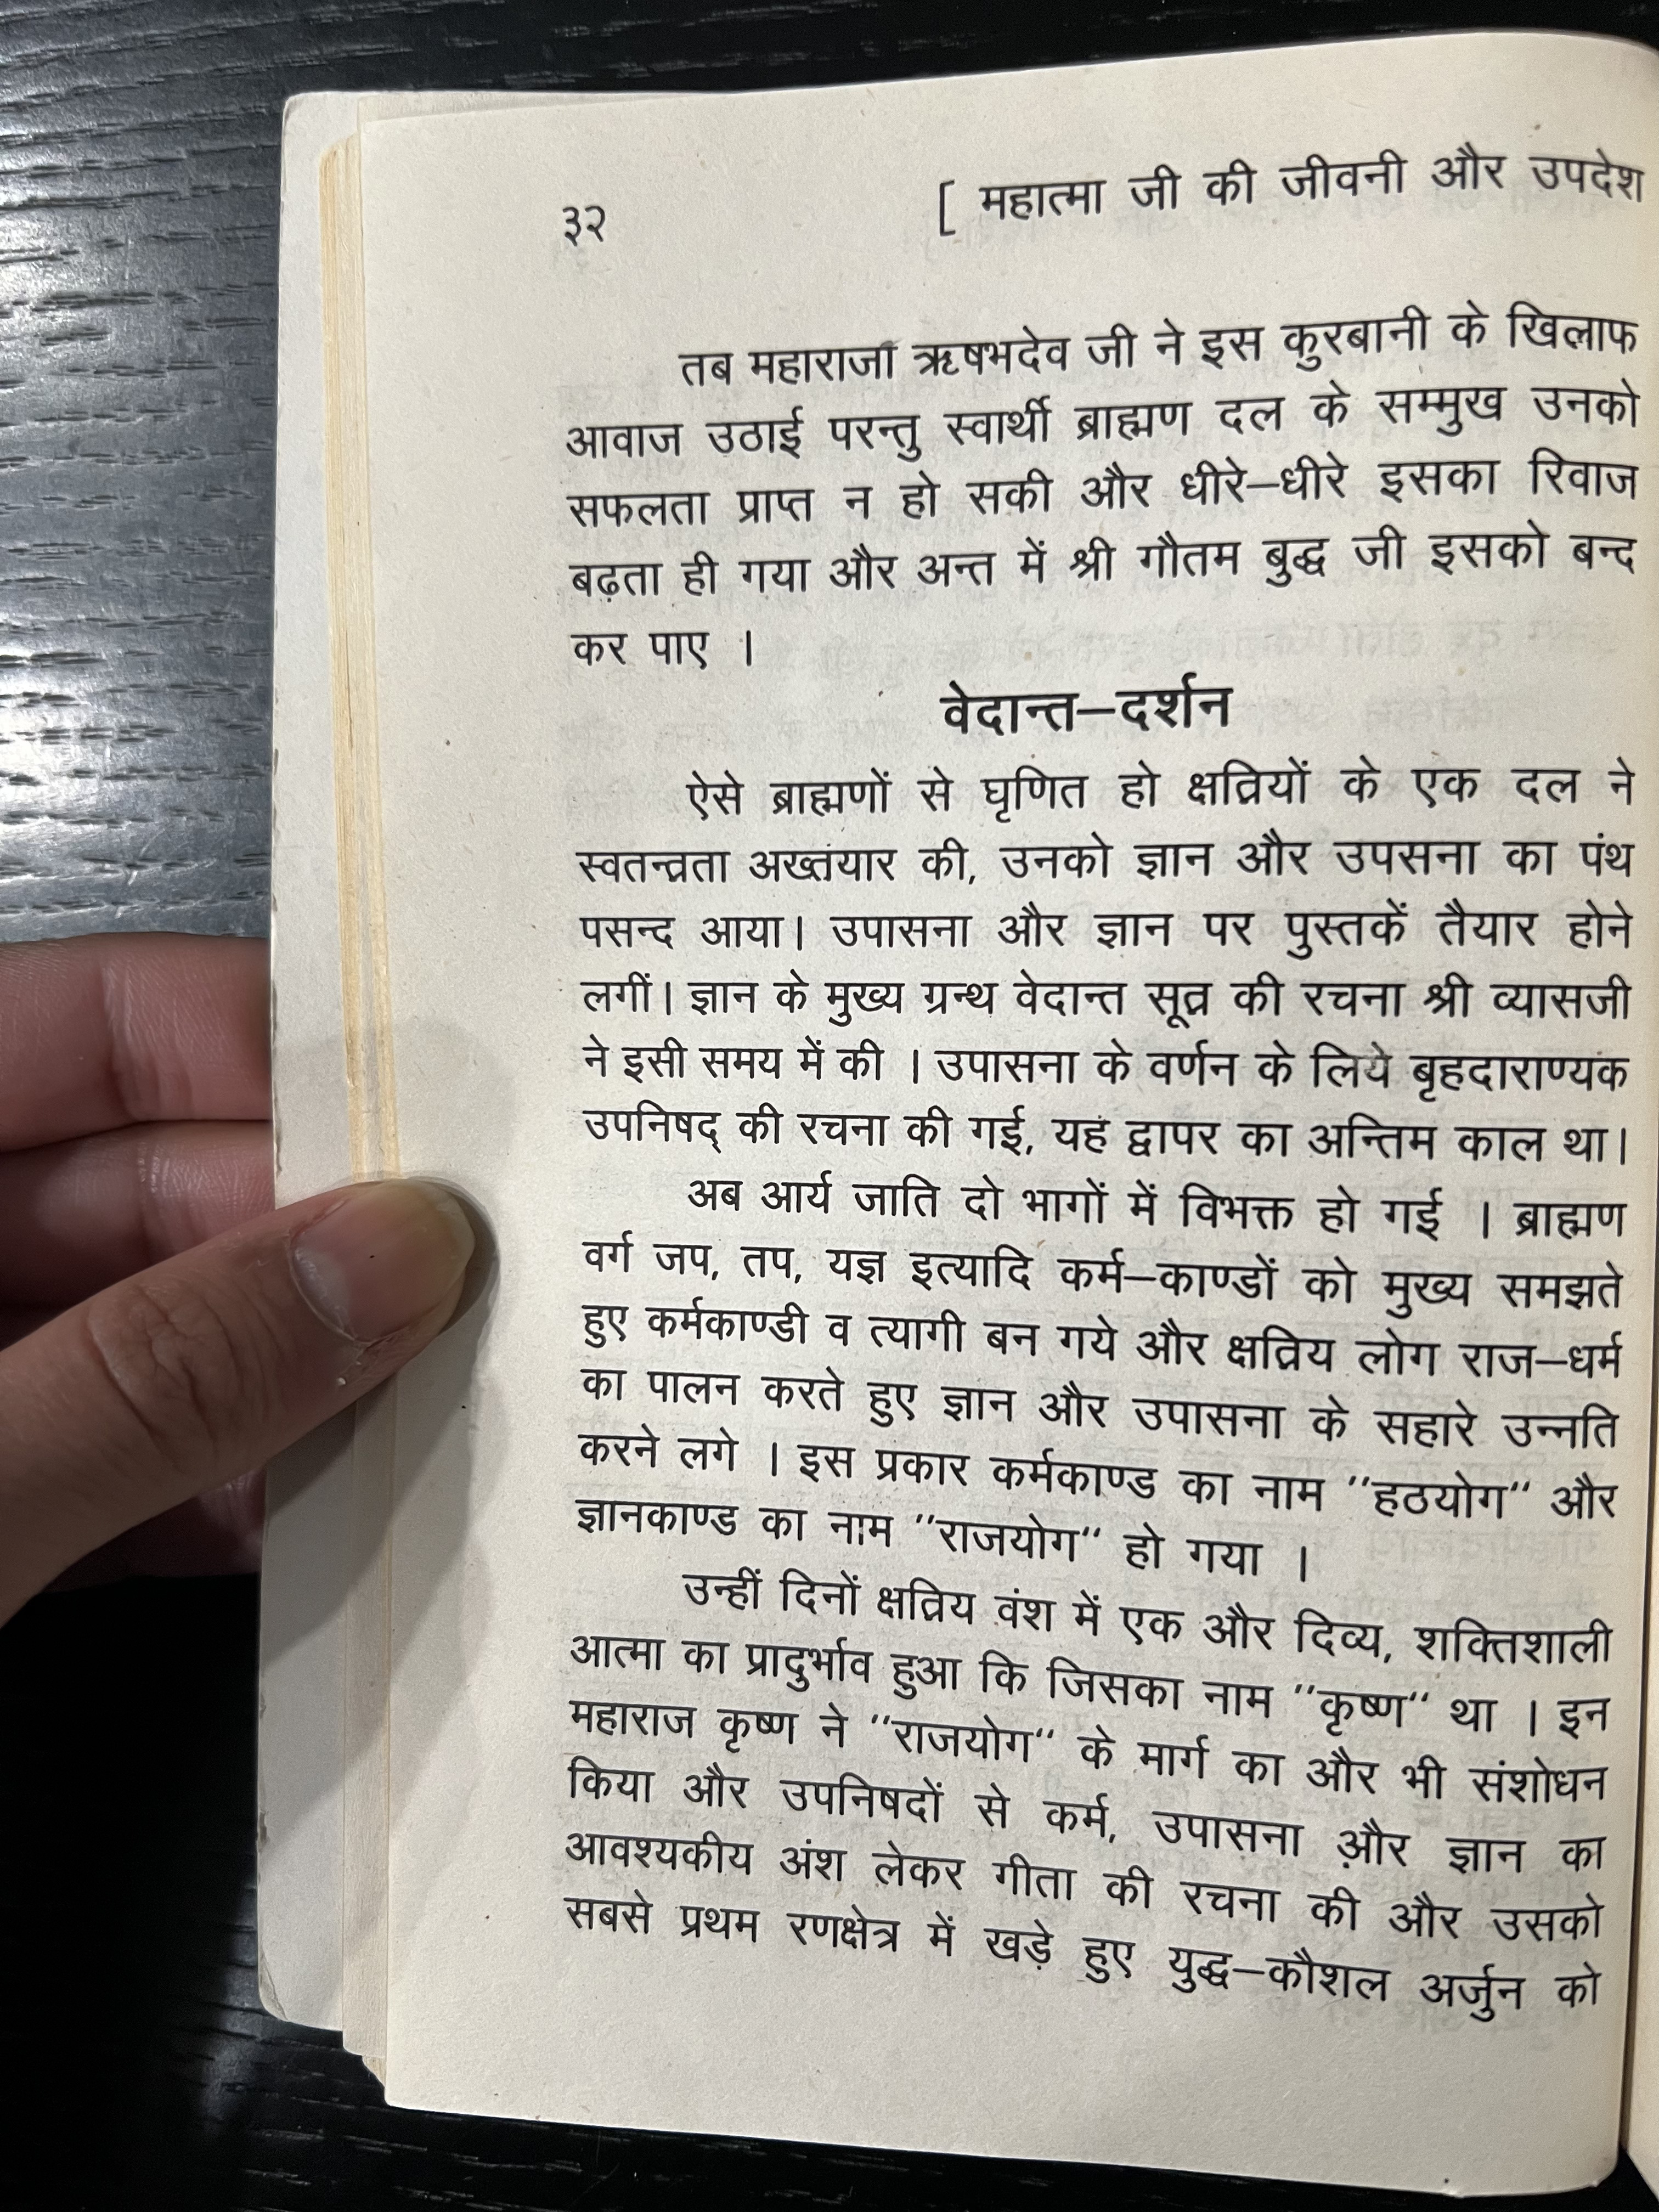 ३२ [ महात्मा जी की जीवनी और उपदेश
तब महाराजा ऋषभदेव जी ने इस कुरबानी के खिलाफ
आवाज उठाई परन्तु स्वार्थी ब्राह्मण दल के सम्मुख उनको
सफलता प्राप्त न हो सकी और धीरे–धीरे इसका रिवाज
बढ़ता ही गया और अन्त में श्री गौतम बुद्ध जी इसको बन्द
कर पाए ।
वेदान्त–दर्शन
ऐसे ब्राह्मणों से घृणित हो क्षत्रियों के एक दल ने
स्वतन्त्रता अख्तयार की, उनको ज्ञान और उपसना का पंथ
पसन्द आया। उपासना और ज्ञान पर पुस्तकें तैयार होने
लगीं। ज्ञान के मुख्य ग्रन्थ वेदान्त सूत्र की रचना श्री व्यासजी
ने इसी समय में की । उपासना के वर्णन के लिये बृहदाराण्यक
उपनिषद् की रचना की गई, यह द्वापर का अन्तिम काल था।
अब आर्य जाति दो भागों में विभक्त हो गई । ब्राह्मण
वर्ग जप, तप, यज्ञ इत्यादि कर्म–काण्डों को मुख्य समझते
हुए कर्मकाण्डी व त्यागी बन गये और क्षत्रिय लोग राज–धर्म
का पालन करते हुए ज्ञान और उपासना के सहारे उन्नति
करने लगे । इस प्रकार कर्मकाण्ड का नाम ''हठयोग'' और
ज्ञानकाण्ड का नाम ''राजयोग'' हो गया ।
उन्हीं दिनों क्षत्रिय वंश में एक और दिव्य, शक्तिशाली
आत्मा का प्रादुर्भाव हुआ कि जिसका नाम ''कृष्ण'' था । इन
महाराज कृष्ण ने ''राजयोग'' के मार्ग का और भी संशोधन
किया और उपनिषदों से कर्म, उपासना और ज्ञान का
आवश्यकीय अंश लेकर गीता की रचना की और उसको
सबसे प्रथम रणक्षेत्र में खड़े हुए युद्ध–कौशल अर्जुन को